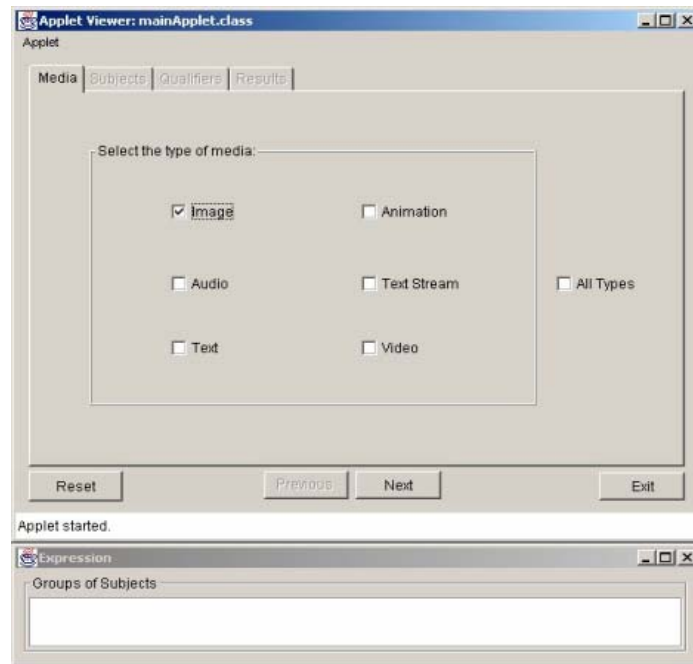 Applet Viewer: mainApplet.class
Applet
Media Subjects Qualifiers Results
Select the type of media:
Image Animation
Audio Text Stream All Types
Text Video
Reset Previous Next Exit
Applet started.
Expression
Groups of Subjects